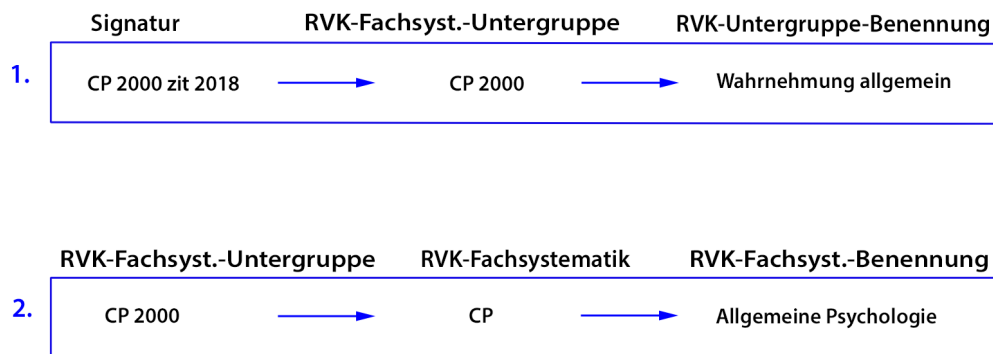 Signatur RVK-Fachsyst.-Untergruppe RVK-Untergruppe-Benennung
1. CP 2000 zit 2018 CP 2000 Wahrnehmung allgemein
RVK-Fachsyst.-Untergruppe RVK-Fachsystematik RVK-Fachsyst.-Benennung
2. CP 2000 CP Allgemeine Psychologie